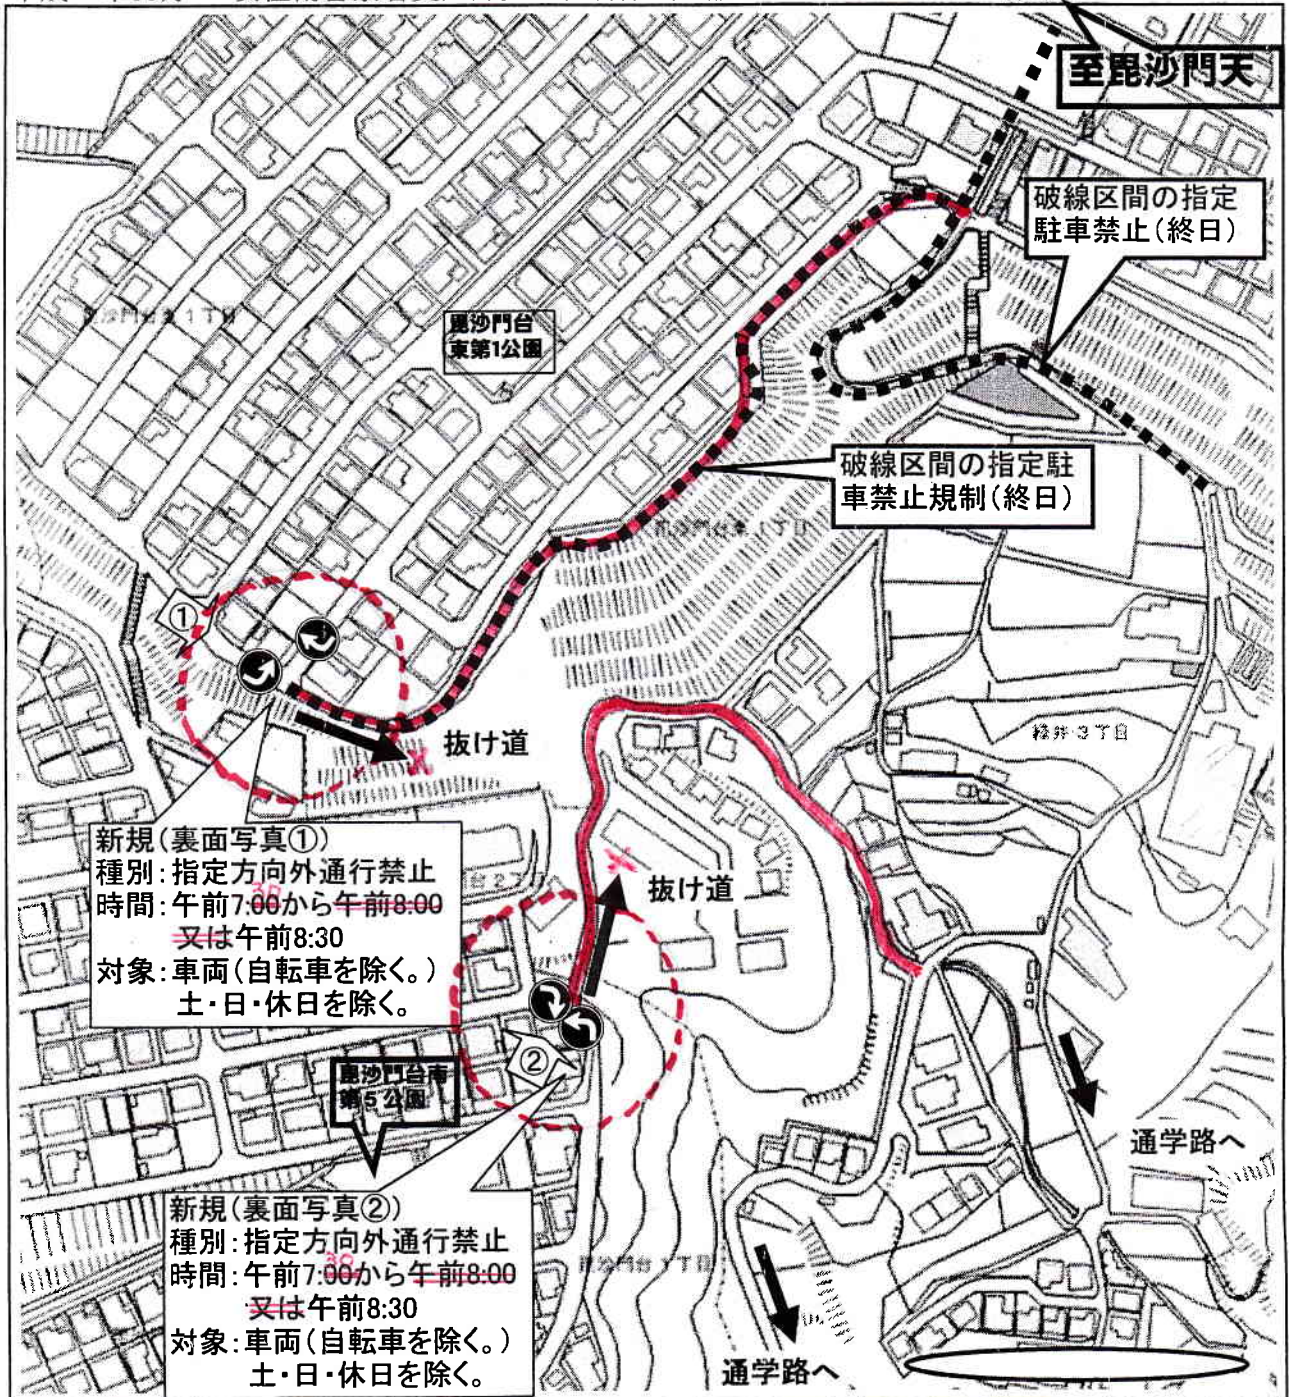 至毘沙門天
破線区間の指定
駐車禁止(終日)
毘沙門台
東第1公園
破線区間の指定駐
車禁止規制(終日)
①
抜け道
緑井3丁目
新規(裏面写真①)
種別:指定方向外通行禁止
時間:午前7:00から午前8:00
30
又は午前8:30
対象:車両(自転車を除く。)
土・日・休日を除く。
抜け道
②
毘沙門台南
第5公園
通学路へ
新規(裏面写真②)
種別:指定方向外通行禁止
時間:午前7:00から午前8:00
30
又は午前8:30
対象:車両(自転車を除く。)
土・日・休日を除く。
通学路へ